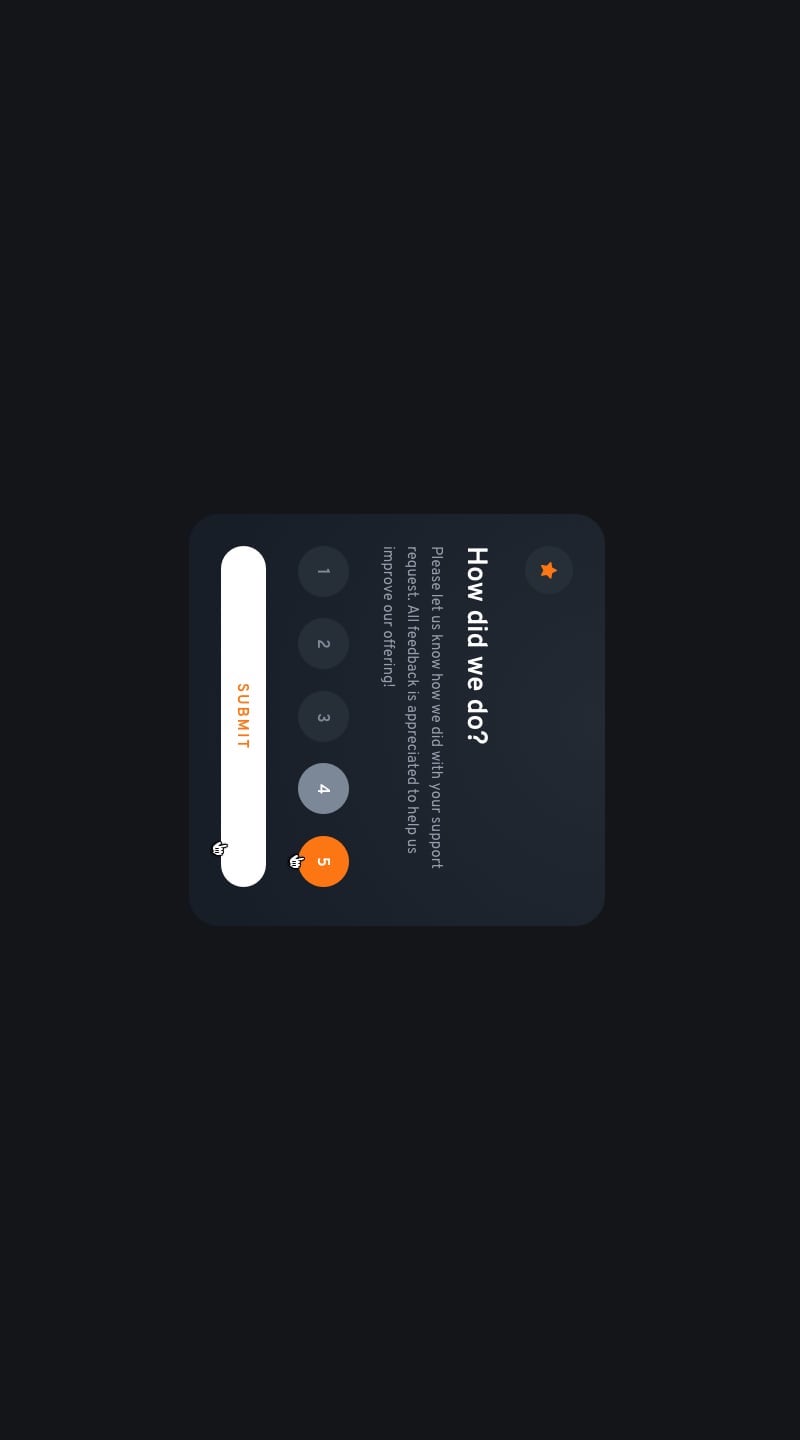 How did we do?
Please let us know how we did with your support
request. All feedback is appreciated to help us
improve our offering!
1 2 3 4 5
SUBMIT